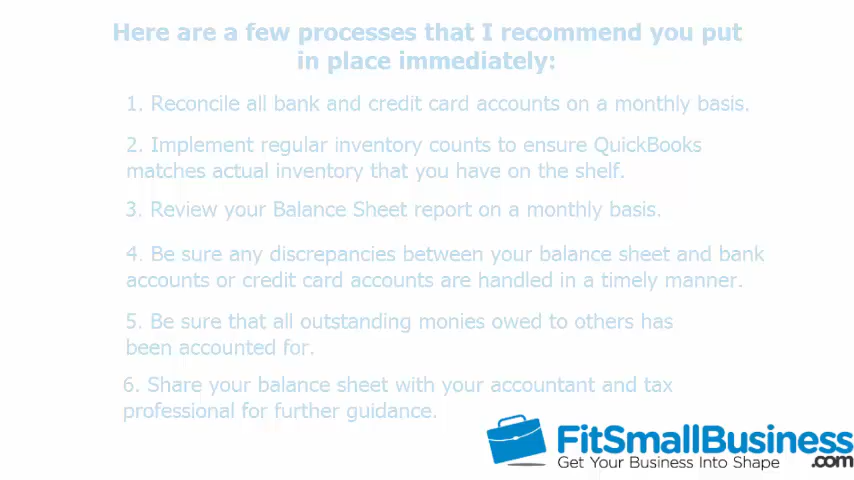 Here are a few processes that I recommend you put
in place immediately:
1. Reconcile all bank and credit card accounts on a monthly basis.
2. Implement regular inventory counts to ensure QuickBooks
matches actual inventory that you have on the shelf.
3. Review your Balance Sheet report on a monthly basis.
4. Be sure any discrepancies between your balance sheet and bank
accounts or credit card accounts are handled in a timely manner.
5. Be sure that all outstanding monies owed to others has
been accounted for.
6. Share your balance sheet with your accountant and tax
professional for further guidance.
FitSmallBusiness
.com
Get Your Business Into Shape